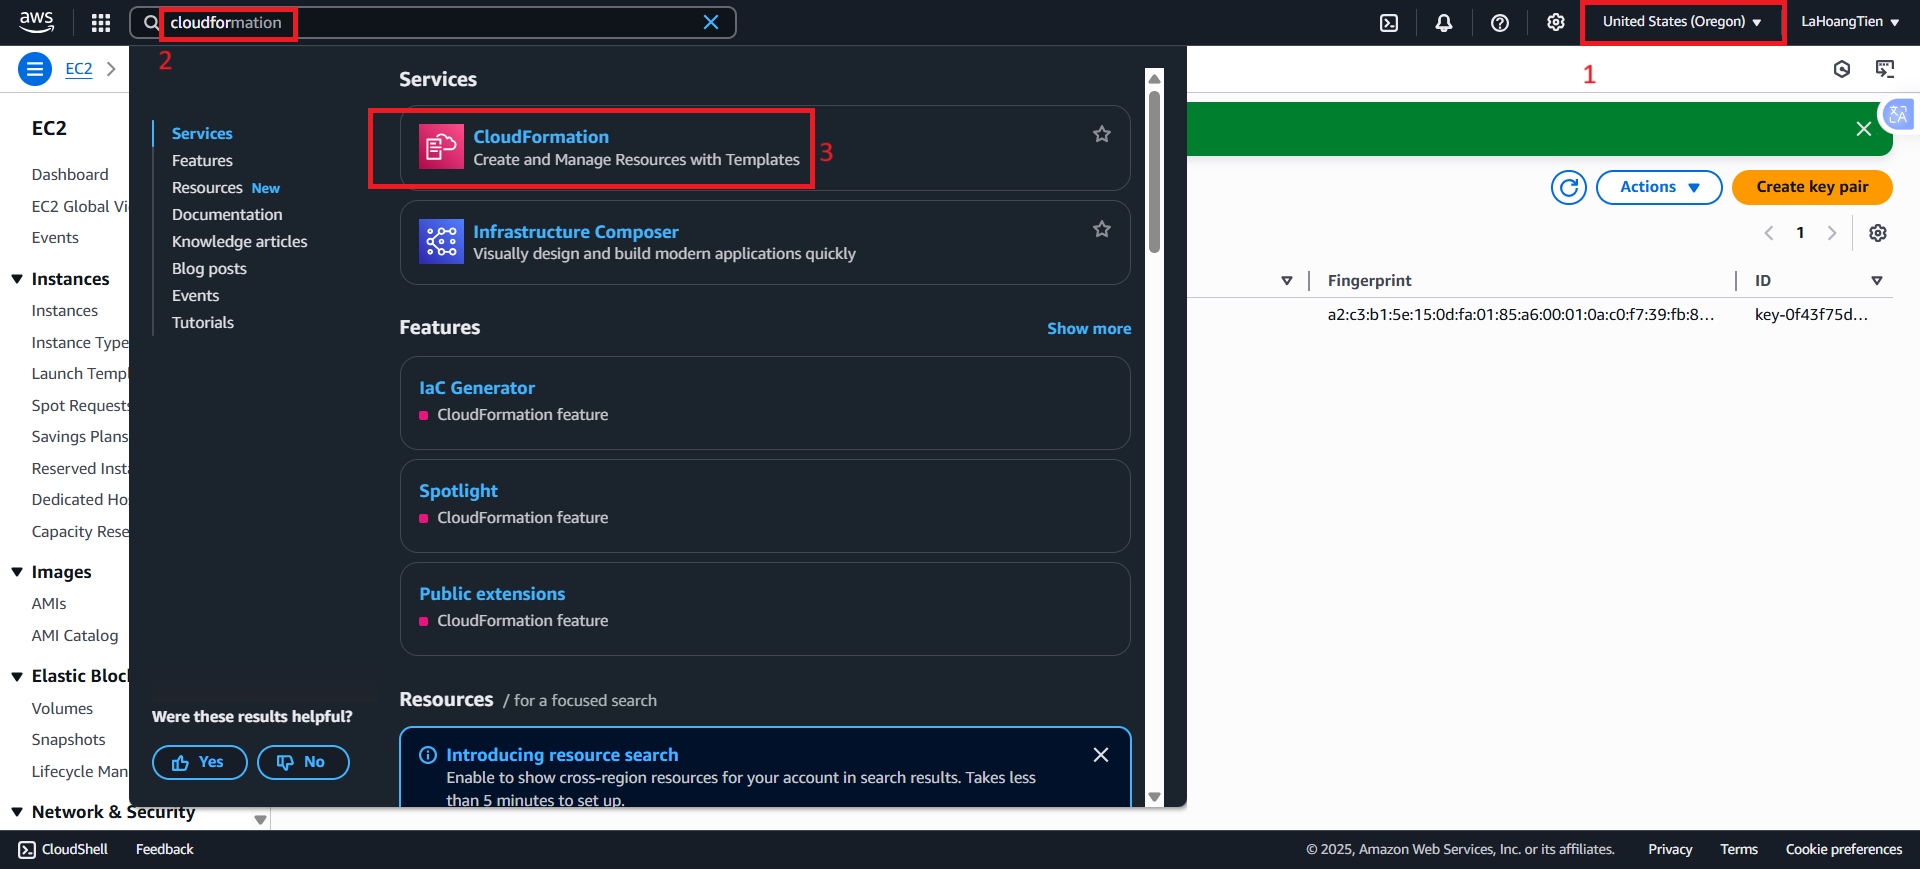 aws
cloudformation
United States (Oregon)
LaHoangTien
2
1
EC2
EC2
Dashboard
EC2 Global Vi
Events
Instances
Instances
Instance Type
Launch Templ
Spot Requests
Savings Plans
Reserved Inst
Dedicated Hos
Capacity Rese
Images
AMIs
AMI Catalog
Elastic Block
Volumes
Snapshots
Lifecycle Man
Network & Security
Services
Features
Resources New
Documentation
Knowledge articles
Blog posts
Events
Tutorials
Were these results helpful?
Yes
No
Services
CloudFormation
Create and Manage Resources with Templates
3
Infrastructure Composer
Visually design and build modern applications quickly
Features
Show more
IaC Generator
CloudFormation feature
Spotlight
CloudFormation feature
Public extensions
CloudFormation feature
Resources / for a focused search
Introducing resource search
Enable to show cross-region resources for your account in search results. Takes less
than 5 minutes to set up.
Actions
Create key pair
1
Fingerprint
ID
a2:c3:b1:5e:15:0d:fa:01:85:a6:00:01:0a:c0:f7:39:fb:8...
key-0f43f75d...
CloudShell
Feedback
© 2025, Amazon Web Services, Inc. or its affiliates.
Privacy
Terms
Cookie preferences